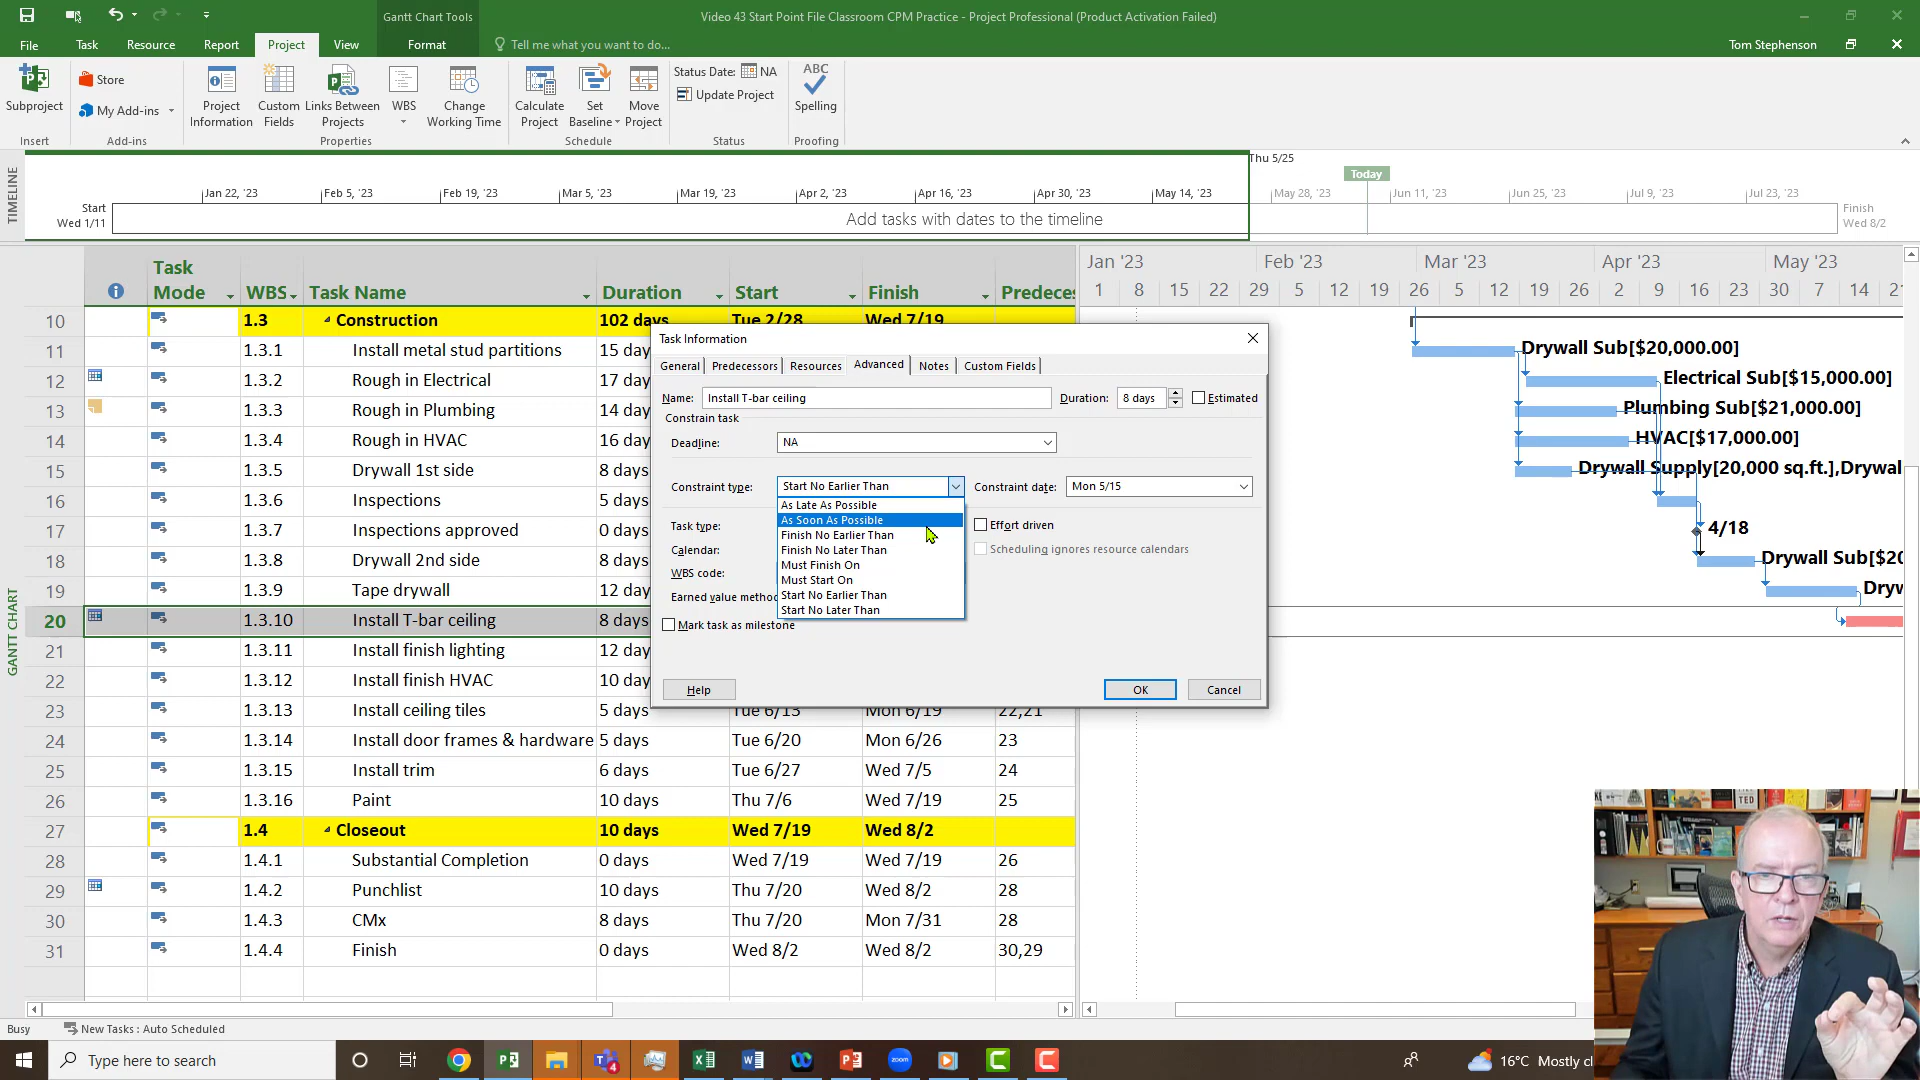 Gantt Chart Tools
Video 43 Start Point File Classroom CPM Practice - Project Professional (Product Activation Failed)
File Task Resource Report Project View Format Tell me what you want to do... Tom Stephenson
Subproject
Store
My Add-ins
Project Information
Custom Fields
Links Between Projects
WBS
Change Working Time
Calculate Project
Set Baseline
Move Project
Status Date: NA
Update Project
ABC
Spelling
Insert Add-ins Properties Schedule Status Proofing
TIMELINE
Thu 5/25
Today
Jan 22, '23 Feb 5, '23 Feb 19, '23 Mar 5, '23 Mar 19, '23 Apr 2, '23 Apr 16, '23 Apr 30, '23 May 14, '23 May 28, '23 Jun 11, '23 Jun 25, '23 Jul 9, '23 Jul 23, '23
Start
Wed 1/11
Add tasks with dates to the timeline
Finish
Wed 8/2
GANTT CHART
Task Mode WBS Task Name Duration Start Finish Predeces
Jan '23 Feb '23 Mar '23 Apr '23 May '23
1 8 15 22 29 5 12 19 26 5 12 19 26 2 9 16 23 30 7 14 21
10 1.3 Construction 102 days Tue 2/28 Wed 7/19
11 1.3.1 Install metal stud partitions 15 day
12 1.3.2 Rough in Electrical 17 day
13 1.3.3 Rough in Plumbing 14 day
14 1.3.4 Rough in HVAC 16 day
15 1.3.5 Drywall 1st side 8 days
16 1.3.6 Inspections 5 days
17 1.3.7 Inspections approved 0 days
18 1.3.8 Drywall 2nd side 8 days
19 1.3.9 Tape drywall 12 day
20 1.3.10 Install T-bar ceiling 8 days
21 1.3.11 Install finish lighting 12 day
22 1.3.12 Install finish HVAC 10 day
23 1.3.13 Install ceiling tiles 5 days Tue 6/13 Mon 6/19 22,21
24 1.3.14 Install door frames & hardware 5 days Tue 6/20 Mon 6/26 23
25 1.3.15 Install trim 6 days Tue 6/27 Wed 7/5 24
26 1.3.16 Paint 10 days Thu 7/6 Wed 7/19 25
27 1.4 Closeout 10 days Wed 7/19 Wed 8/2
28 1.4.1 Substantial Completion 0 days Wed 7/19 Wed 7/19 26
29 1.4.2 Punchlist 10 days Thu 7/20 Wed 8/2 28
30 1.4.3 CMx 8 days Thu 7/20 Mon 7/31 28
31 1.4.4 Finish 0 days Wed 8/2 Wed 8/2 30,29
Task Information
General Predecessors Resources Advanced Notes Custom Fields
Name: Install T-bar ceiling Duration: 8 days Estimated
Constrain task
Deadline: NA
Constraint type: Start No Earlier Than Constraint date: Mon 5/15
As Late As Possible
As Soon As Possible
Finish No Earlier Than
Finish No Later Than
Must Finish On
Must Start On
Start No Earlier Than
Start No Later Than
Task type: Effort driven
Calendar: Scheduling ignores resource calendars
WBS code:
Earned value method
Mark task as milestone
Help OK Cancel
Drywall Sub[$20,000.00]
Electrical Sub[$15,000.00]
Plumbing Sub[$21,000.00]
HVAC[$17,000.00]
Drywall Supply[20,000 sq.ft.],Drywal
4/18
Drywall Sub[$20
Dryw
Busy New Tasks : Auto Scheduled
Type here to search
4
zoom
16°C Mostly cl